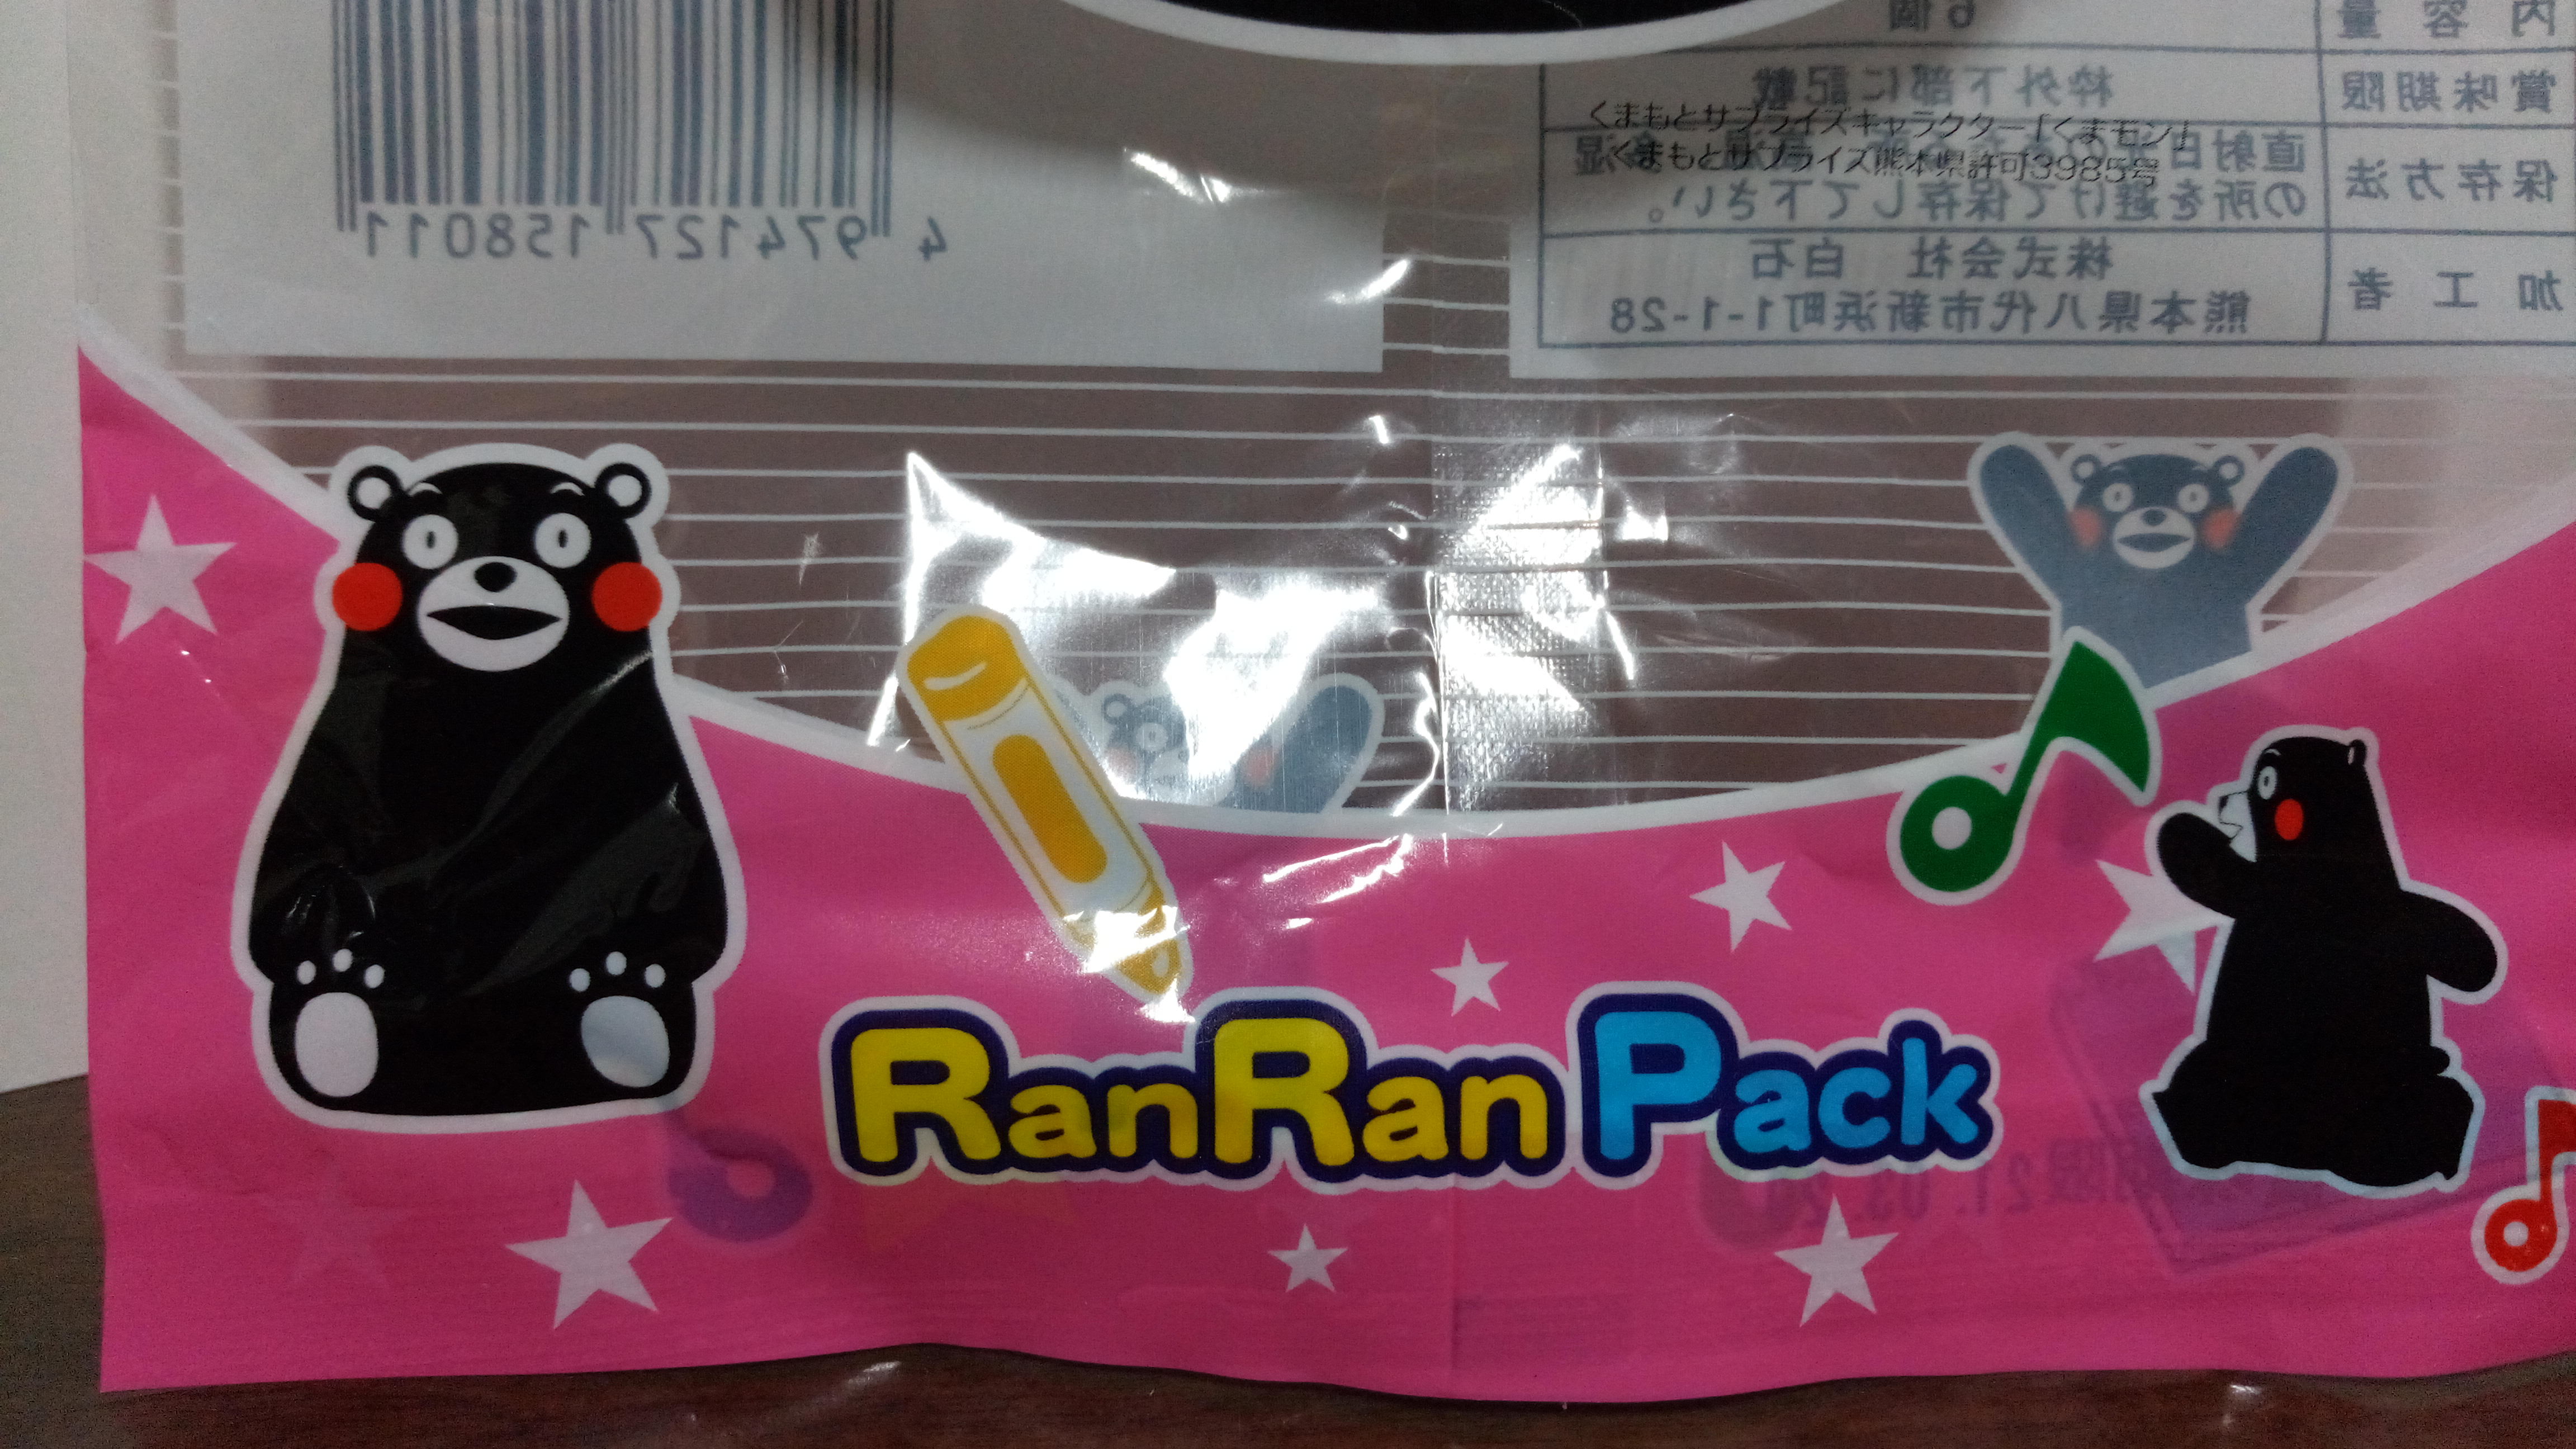 内容量 6個
賞味期限 枠外下部に記載
くまもとサプライズキャラクター「くまモン」
くまもとサプライズ熊本県許可3985号
保存方法 直射日
の所を避けて保存して下さい。
加工者 株式会社 白石
熊本県八代市新浜町1-1-28
4 974127 158011
RanRan Pack
期限21.03.